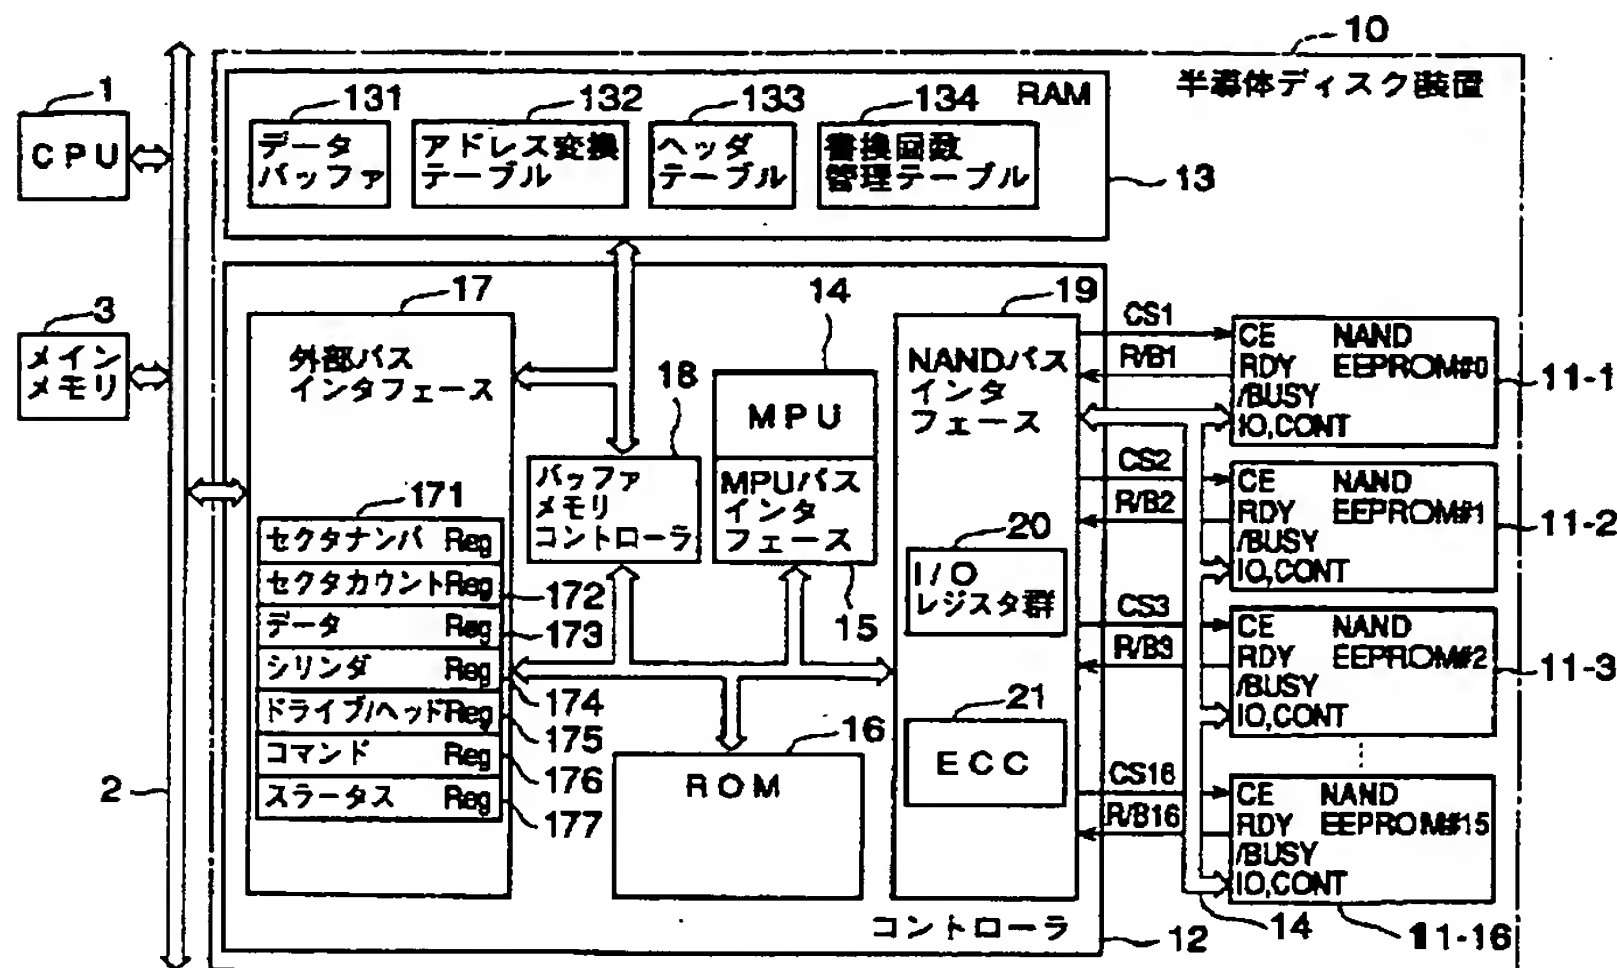 10
半導体ディスク装置
1
CPU
131
データ
バッファ
132
アドレス変換
テーブル
133
ヘッダ
テーブル
134
書換回数
管理テーブル
RAM
13
3
メイン
メモリ
2
17
外部バス
インタフェース
171
セクタナンバ Reg
セクタカウントReg
172
データ Reg
173
シリンダ Reg
174
ドライブ/ヘッドReg
175
コマンド Reg
176
スラータス Reg
177
18
バッファ
メモリ
コントローラ
14
MPU
MPUバス
インタ
フェース
15
16
ROM
19
NANDバス
インタ
フェース
20
I/O
レジスタ群
21
ECC
コントローラ
12
CS1
R/B1
CS2
R/B2
CS3
R/B3
CS16
R/B16
14
CE NAND
RDY EEPROM#0
/BUSY
IO,CONT
11-1
CE NAND
RDY EEPROM#1
/BUSY
IO,CONT
11-2
CE NAND
RDY EEPROM#2
/BUSY
IO,CONT
11-3
CE NAND
RDY EEPROM#15
/BUSY
IO,CONT
11-16